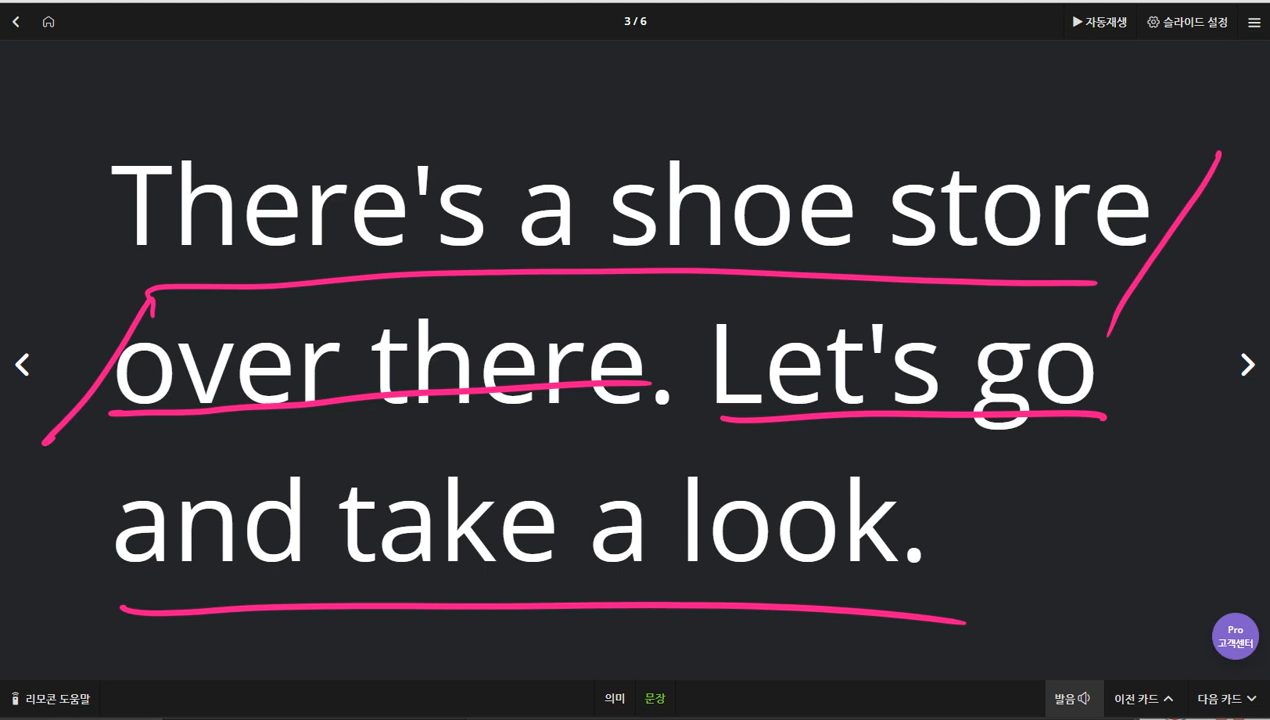 3 / 6
자동재생
슬라이드 설정
There's a shoe store
over there. Let's go
and take a look.
Pro
고객센터
리모콘 도움말
의미
문장
발음
이전 카드
다음 카드